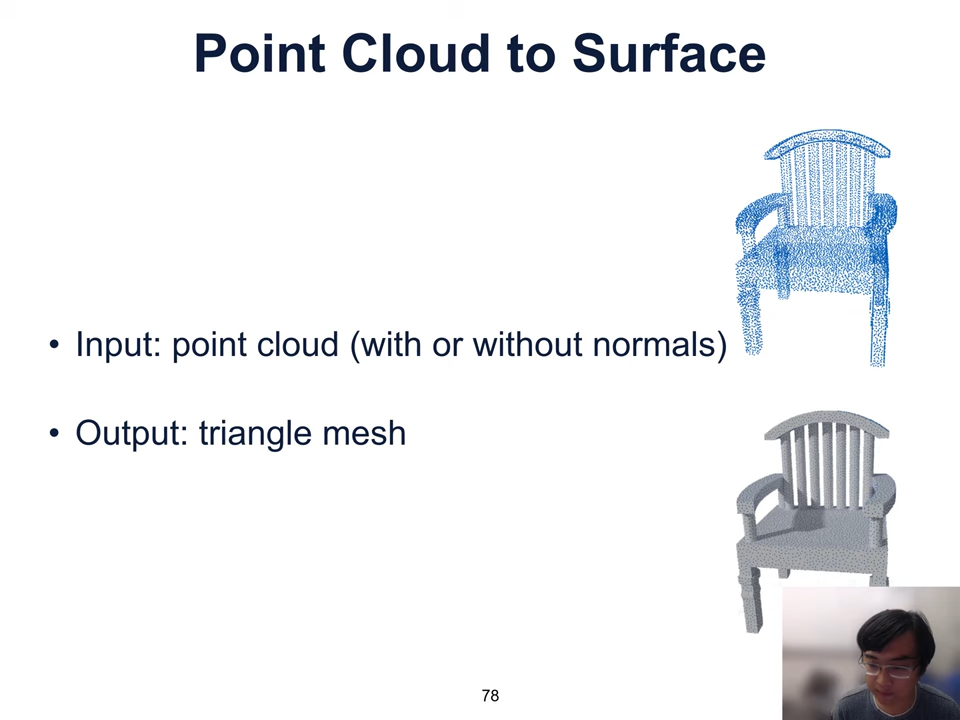 Point Cloud to Surface
• Input: point cloud (with or without normals)
• Output: triangle mesh
78